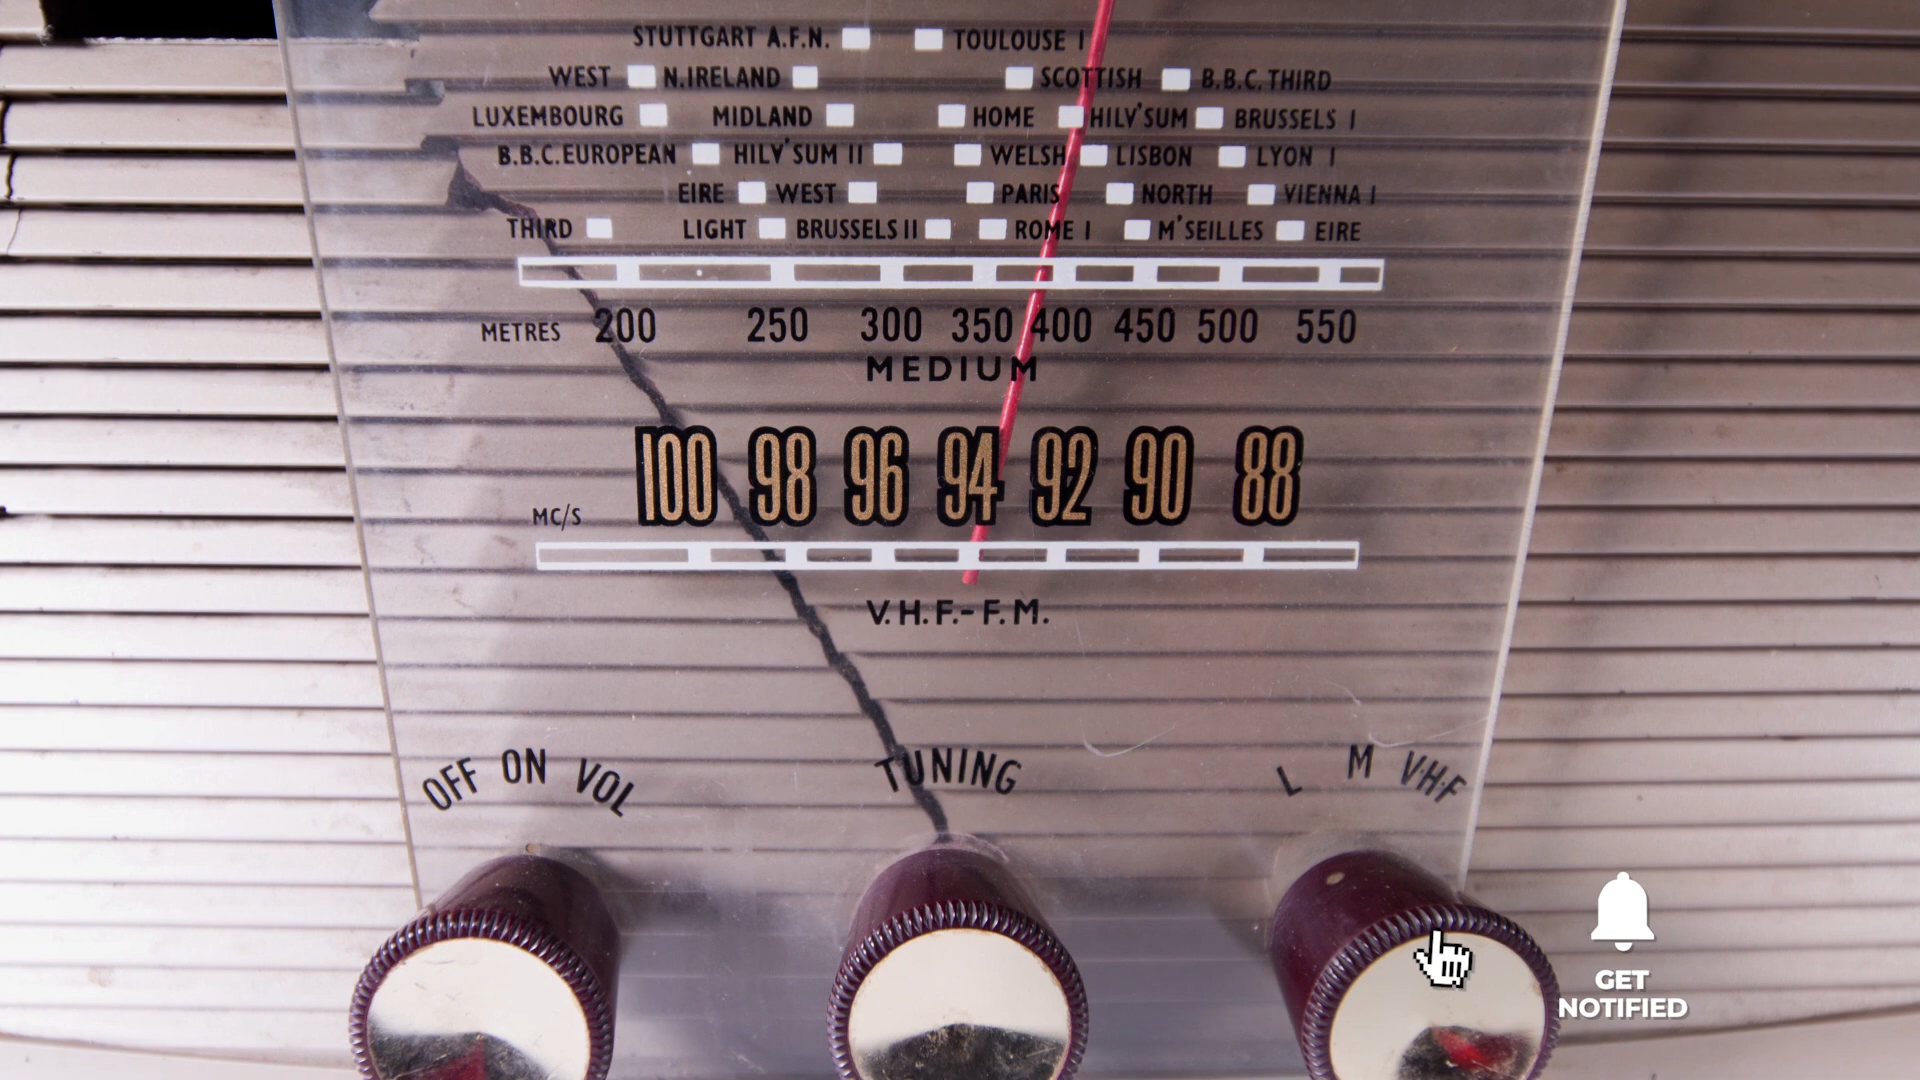 STUTTGART A.F.N. TOULOUSE I
WEST N.IRELAND SCOTTISH B.B.C. THIRD
LUXEMBOURG MIDLAND HOME HILV'SUM BRUSSELS I
B.B.C.EUROPEAN HILV'SUM II WELSH LISBON LYON I
EIRE WEST PARIS NORTH VIENNA I
THIRD LIGHT BRUSSELS II ROME I M'SEILLES EIRE
METRES 200 250 300 350 400 450 500 550
MEDIUM
100 98 96 94 92 90 88
MC/S
V.H.F.-F.M.
OFF ON VOL TUNING L M V·H·F
GET
NOTIFIED